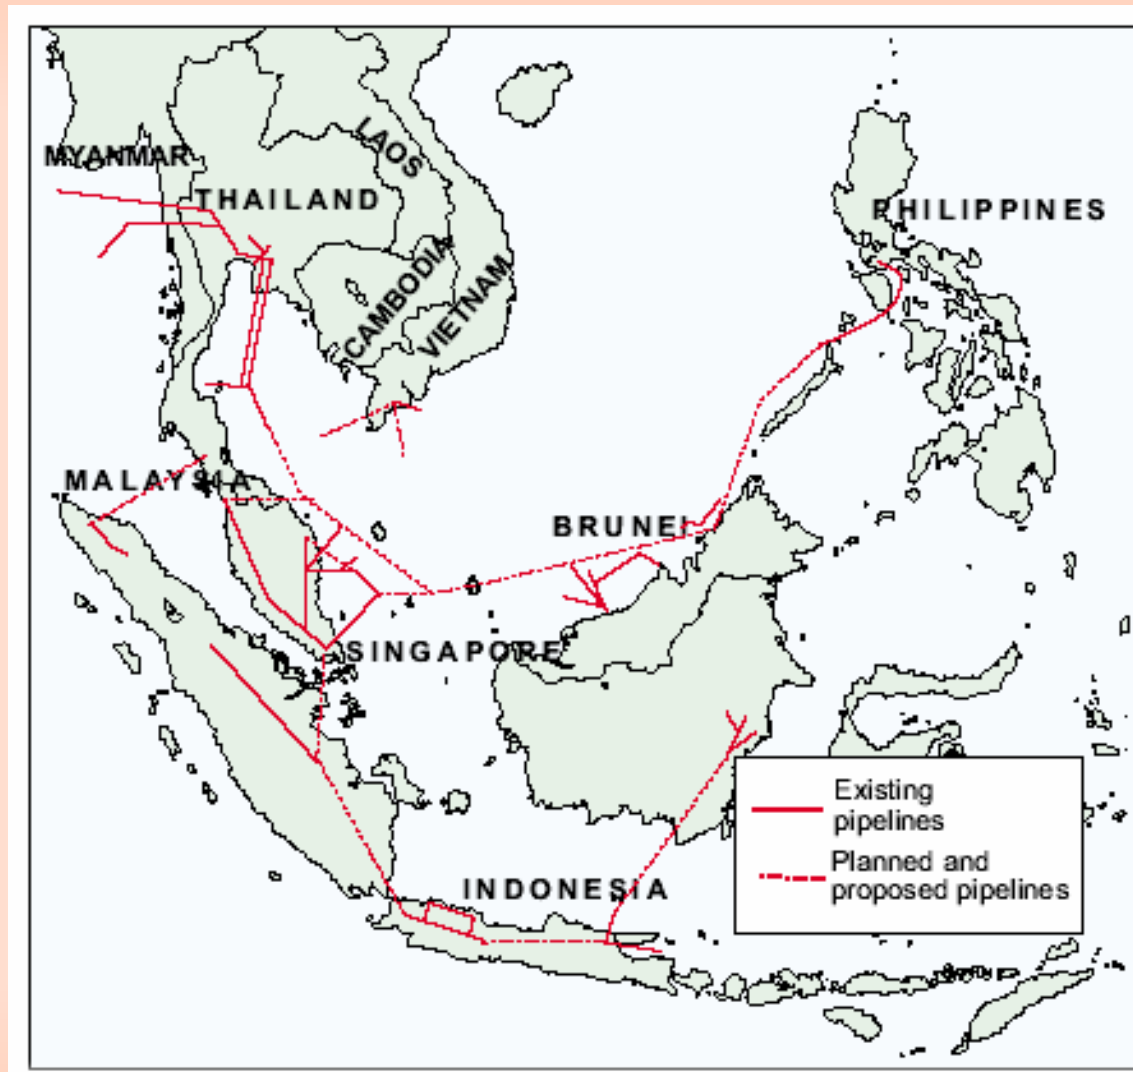 LAOS
MYANMAR
THAILAND
PHILIPPINES
CAMBODIA
VIETNAM
MALAYSIA
BRUNEI
SINGAPORE
Existing
pipelines
Planned and
proposed pipelines
INDONESIA